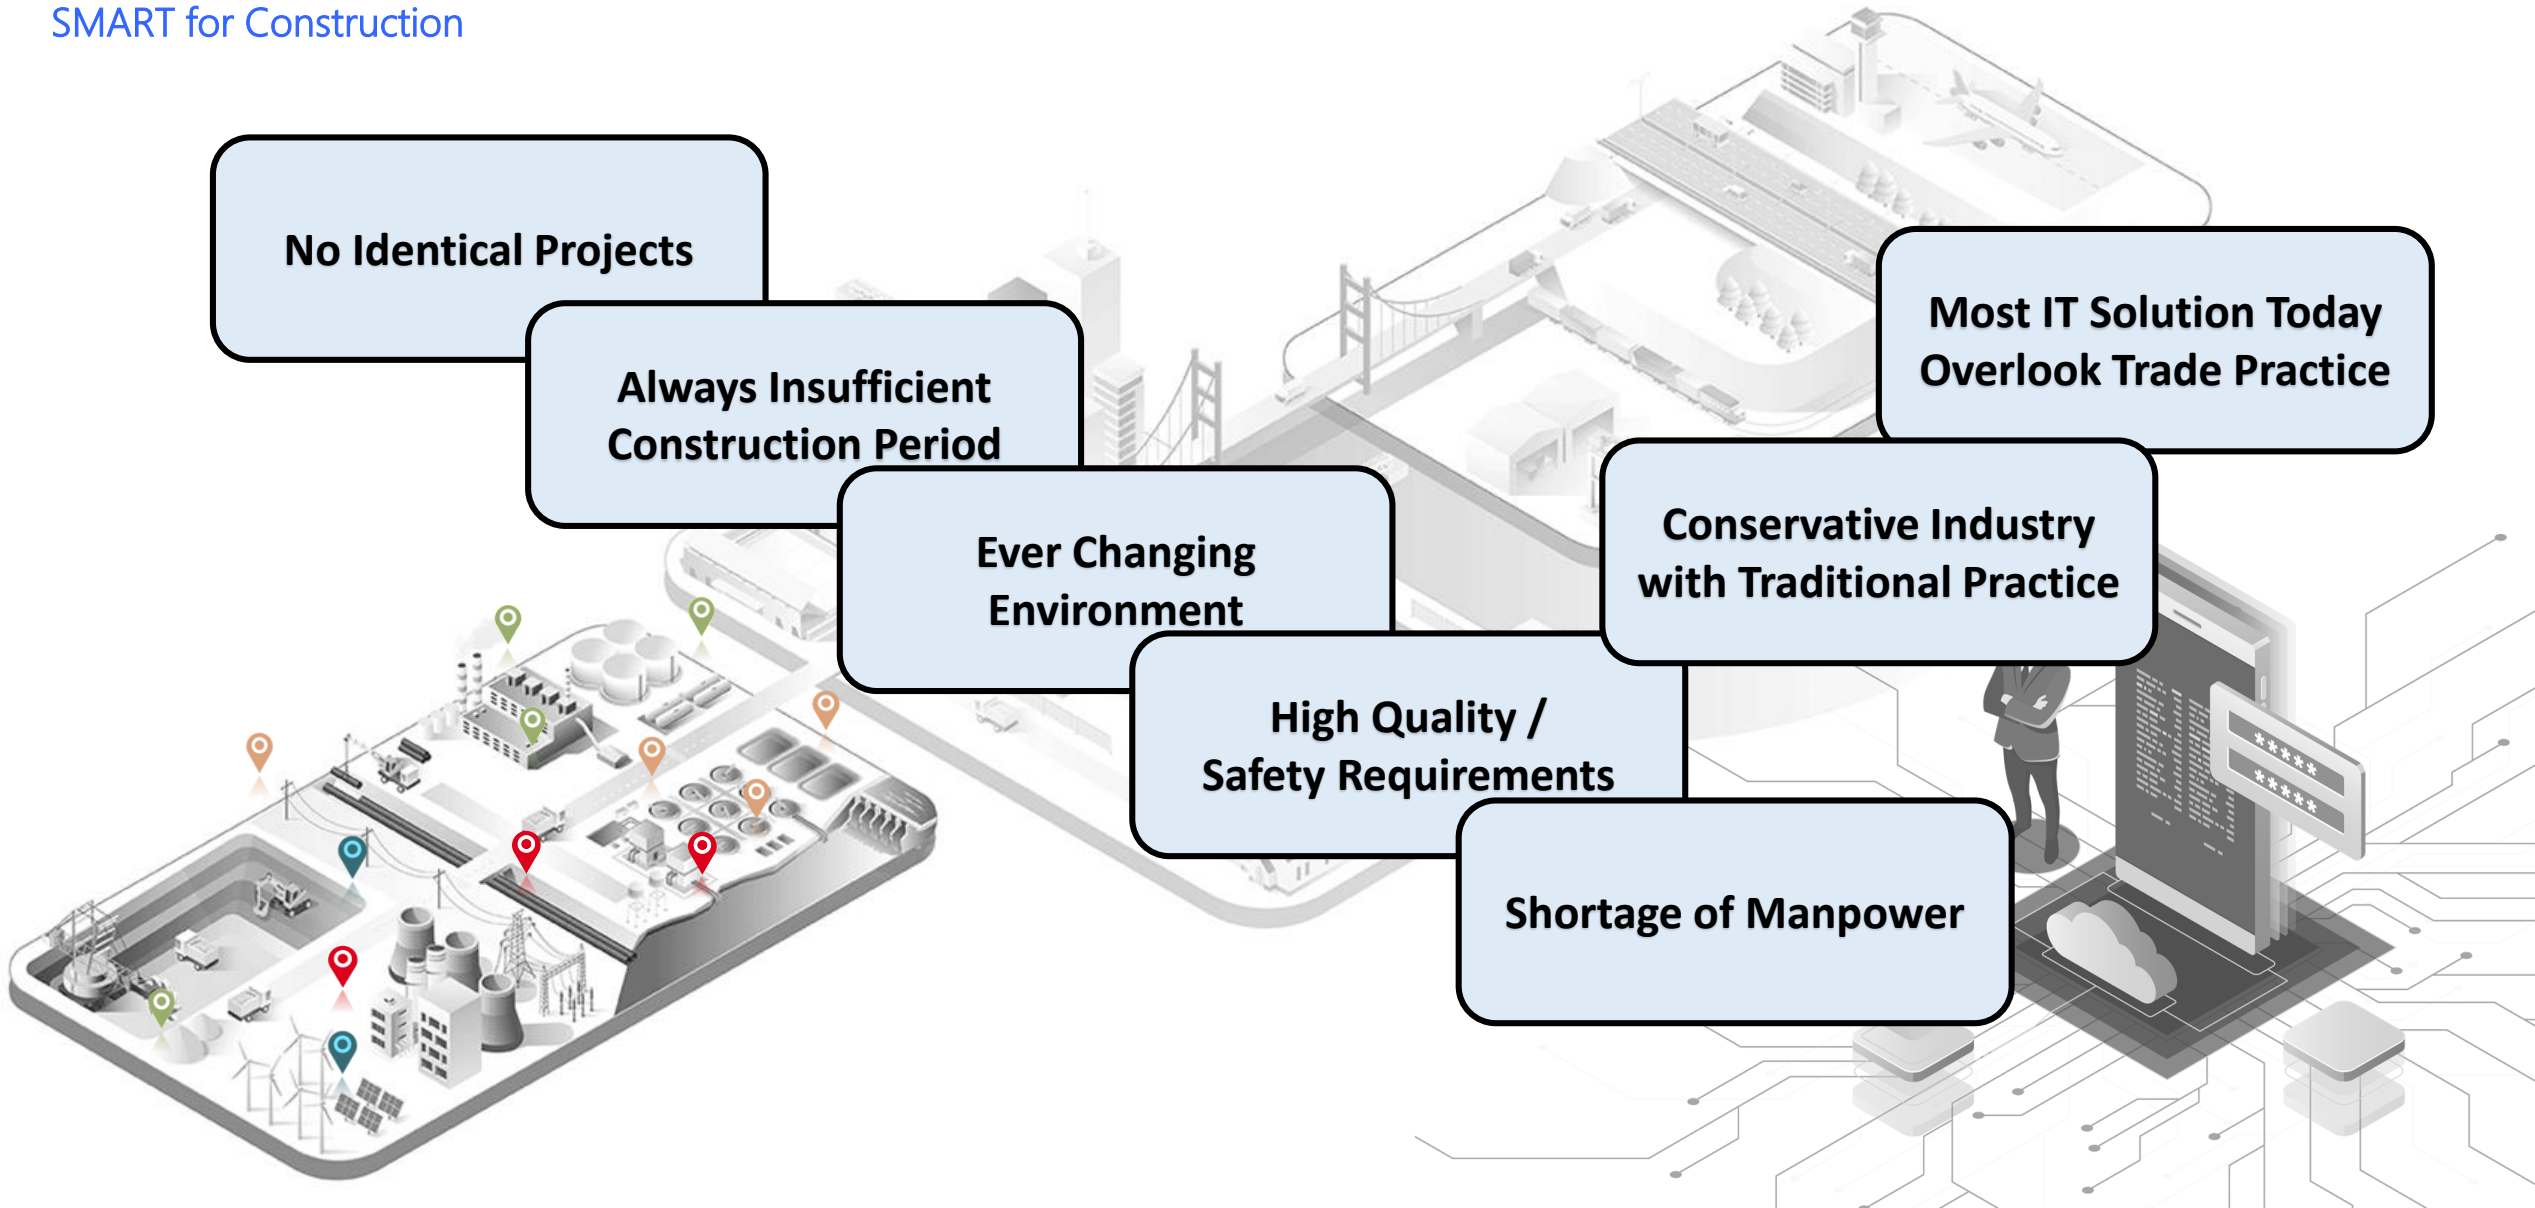 SMART for Construction
No Identical Projects
Always Insufficient
Construction Period
Ever Changing
Environment
High Quality /
Safety Requirements
Shortage of Manpower
Conservative Industry
with Traditional Practice
Most IT Solution Today
Overlook Trade Practice
*****
*****